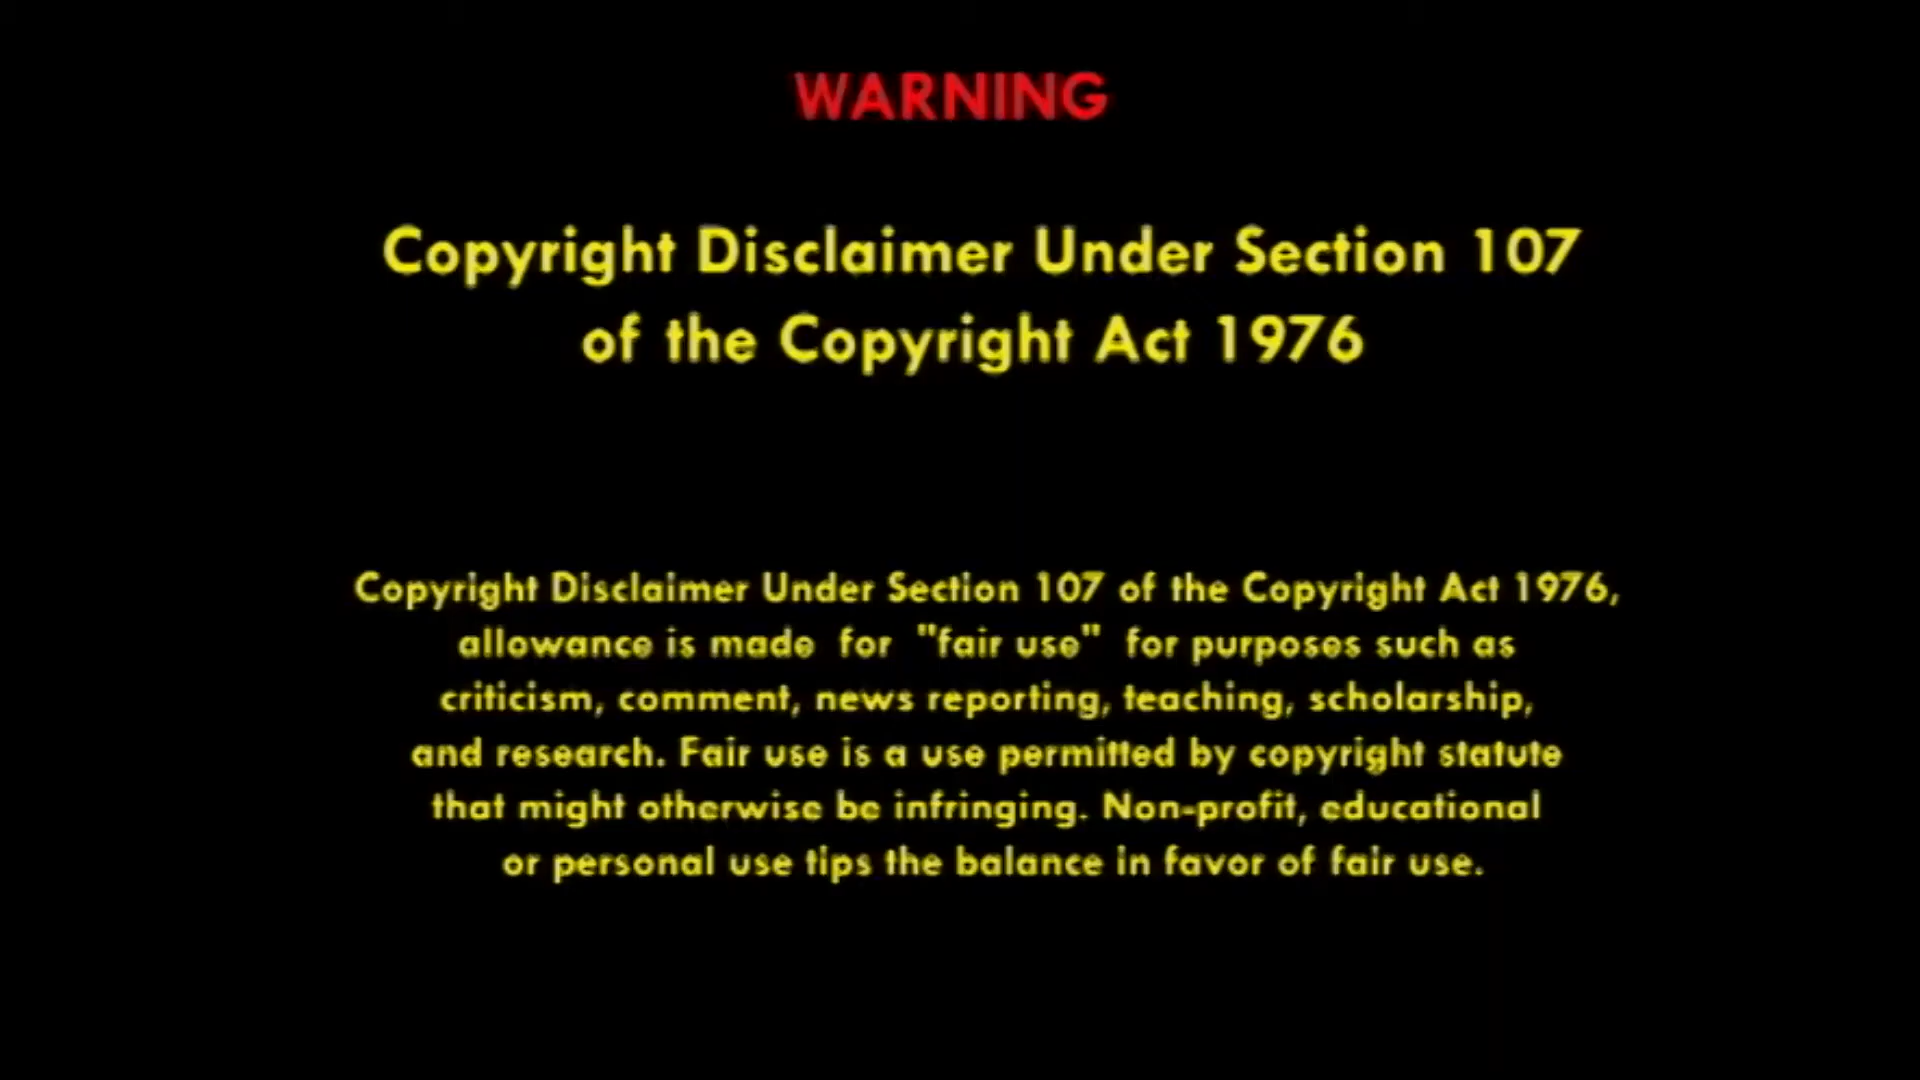 WARNING
Copyright Disclaimer Under Section 107
of the Copyright Act 1976
Copyright Disclaimer Under Section 107 of the Copyright Act 1976,
allowance is made for "fair use" for purposes such as
criticism, comment, news reporting, teaching, scholarship,
and research. Fair use is a use permitted by copyright statute
that might otherwise be infringing. Non-profit, educational
or personal use tips the balance in favor of fair use.